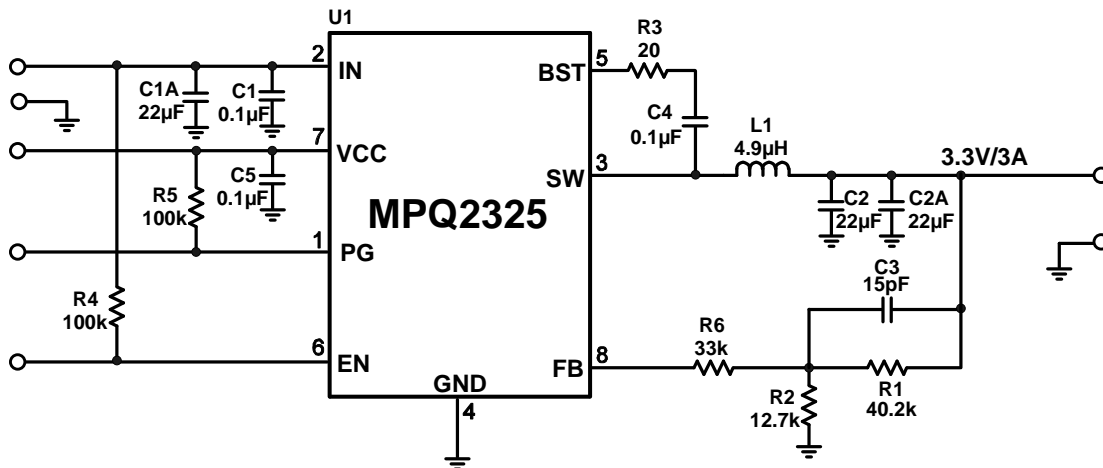 U1
2
IN
C1A
22µF
C1
0.1µF
7
VCC
R5
100k
C5
0.1µF
1
PG
R4
100k
6
EN
MPQ2325
GND
4
BST
5
R3
20
C4
0.1µF
SW
3
L1
4.9µH
3.3V/3A
C2
22µF
C2A
22µF
C3
15pF
FB
8
R6
33k
R2
12.7k
R1
40.2k